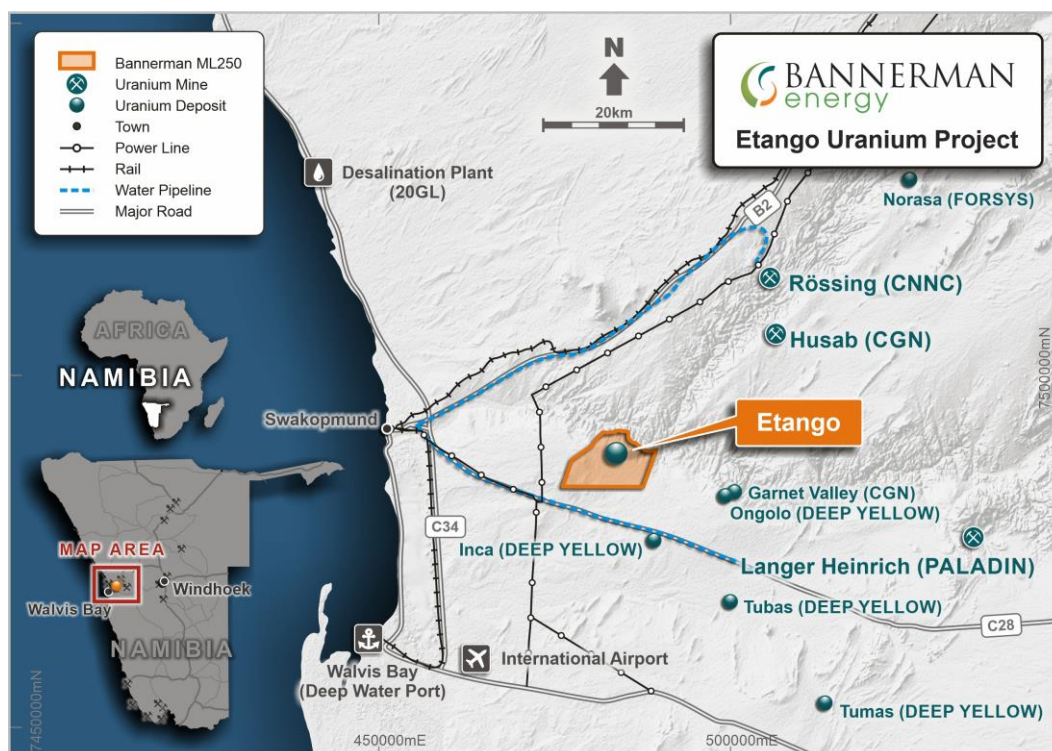 Bannerman ML250
Uranium Mine
Uranium Deposit
Town
Power Line
Rail
Water Pipeline
Major Road
N
20km
BANNERMAN
energy
Etango Uranium Project
Desalination Plant
(20GL)
B2
Norasa (FORSYS)
Rössing (CNNC)
Husab (CGN)
7500000mN
AFRICA
NAMIBIA
Swakopmund
Etango
Garnet Valley (CGN)
Ongolo (DEEP YELLOW)
C34
Inca (DEEP YELLOW)
Langer Heinrich (PALADIN)
MAP AREA
Windhoek
Walvis Bay
NAMIBIA
Tubas (DEEP YELLOW)
C28
International Airport
Walvis Bay
(Deep Water Port)
Tumas (DEEP YELLOW)
7450000mN
450000mE
500000mE